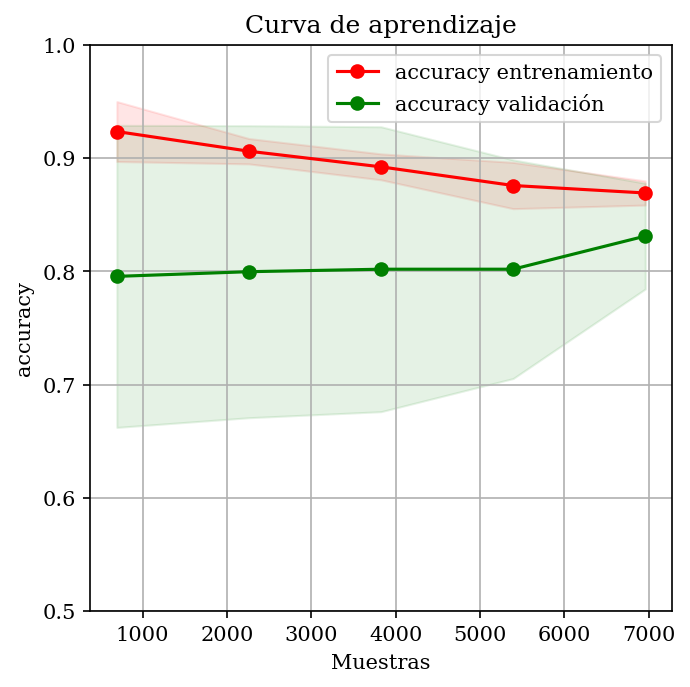 Curva de aprendizaje
accuracy entrenamiento
accuracy validación
accuracy
1.0
0.9
0.8
0.7
0.6
0.5
1000 2000 3000 4000 5000 6000 7000
Muestras